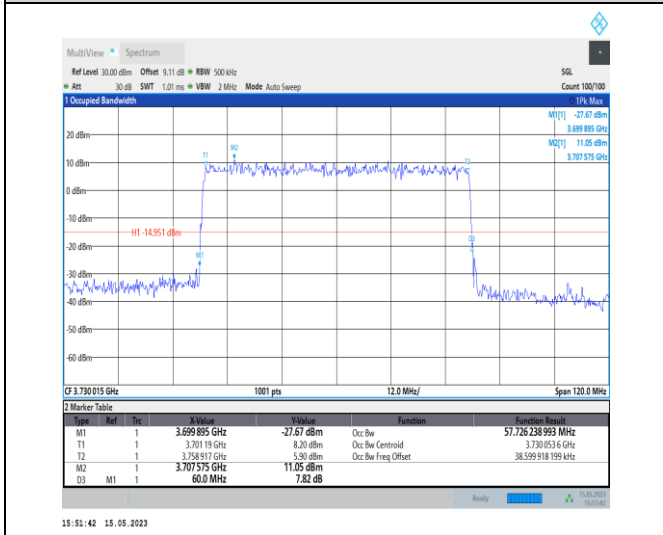 MultiView Spectrum
Ref Level 30.00 dBm Offset 9.11 dB RBW 500 kHz SGL
Att 30 dB SWT 1.01 ms VBW 2 MHz Mode Auto Sweep Count 100/100
1 Occupied Bandwidth 1Pk Max
M1[1] -27.67 dBm
3.699 895 GHz
M2[1] 11.05 dBm
3.707 575 GHz
20 dBm
10 dBm
0 dBm
-10 dBm
-20 dBm
-30 dBm
-40 dBm
-50 dBm
-60 dBm
H1 -14.951 dBm
T1
M2
T2
M1
D3
CF 3.730 015 GHz 1001 pts 12.0 MHz/ Span 120.0 MHz
2 Marker Table
Type Ref Trc X-Value Y-Value Function Function Result
M1 1 3.699 895 GHz -27.67 dBm Occ Bw 57.726 238 993 MHz
T1 1 3.701 19 GHz 8.20 dBm Occ Bw Centroid 3.730 053 6 GHz
T2 1 3.758 917 GHz 5.90 dBm Occ Bw Freq Offset 38.599 918 199 kHz
M2 1 3.707 575 GHz 11.05 dBm
D3 M1 1 60.0 MHz 7.82 dB
Ready 15.05.2023
15:51:42
15:51:42 15.05.2023